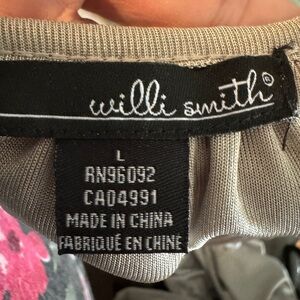 willi smith®
L
RN96092
CA04991
MADE IN CHINA
FABRIQUÉ EN CHINE